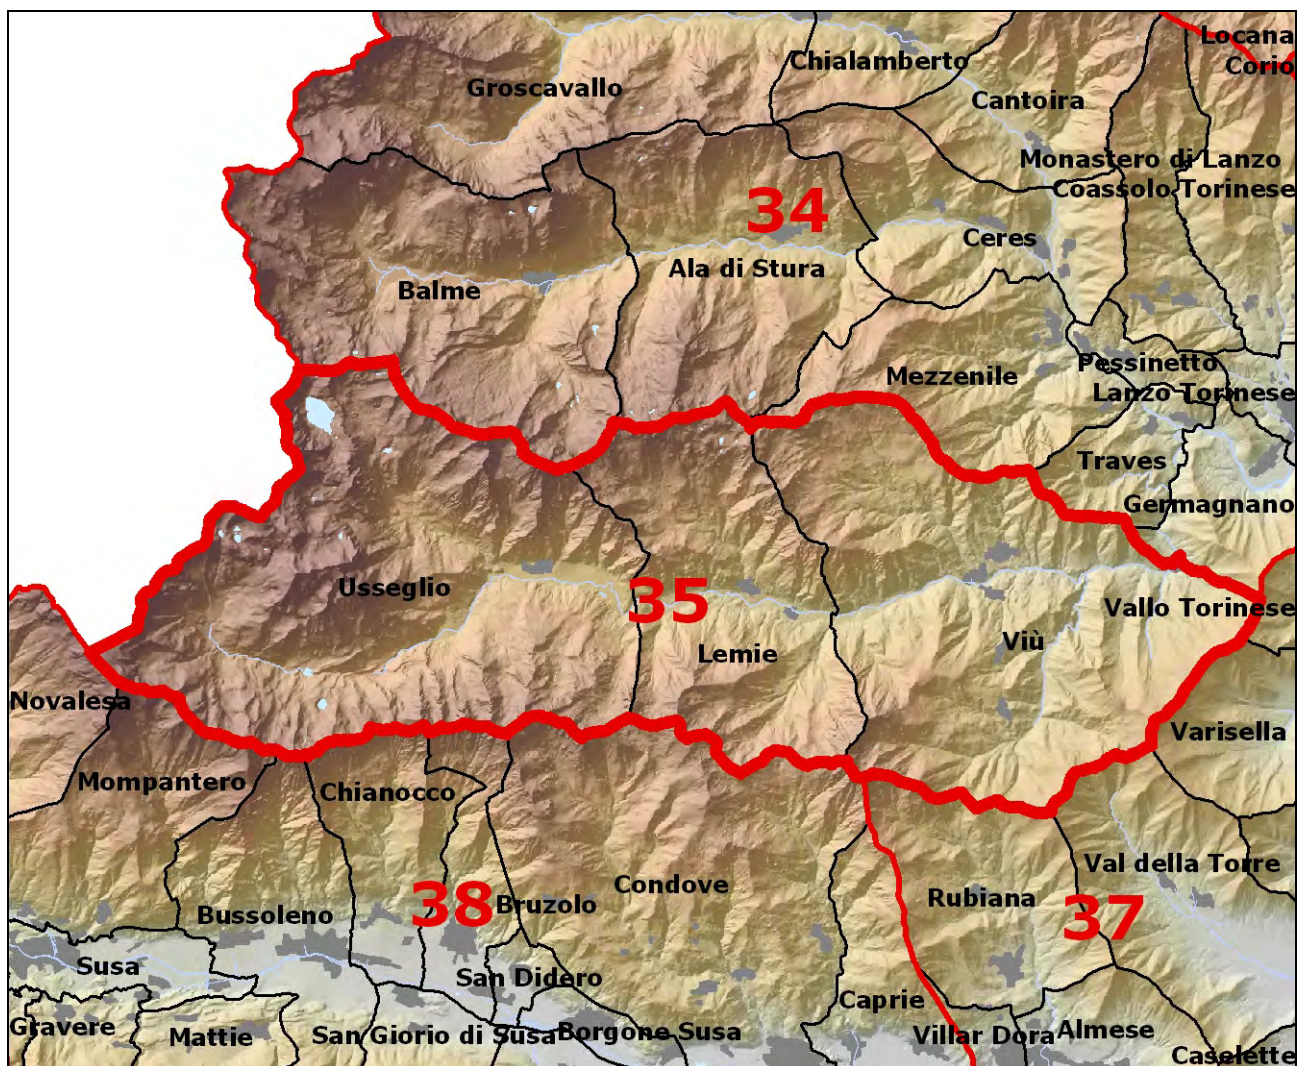 Locana
Chialamberto
Corio
Groscavallo
Cantoira
Monastero di Lanzo
Coassolo Torinese
34
Ceres
Ala di Stura
Balme
Pessinetto
Mezzenile
Lanzo Torinese
Traves
Germagnano
Usseglio
35
Vallo Torinese
Viù
Lemie
Novalesa
Varisella
Mompantero
Chianocco
Val della Torre
Condove
Rubiana
38
Bruzolo
37
Bussoleno
Susa
San Didero
Caprie
Gravere
Mattie
San Giorio di Susa
Borgone Susa
Villar Dora
Almese
Caselette